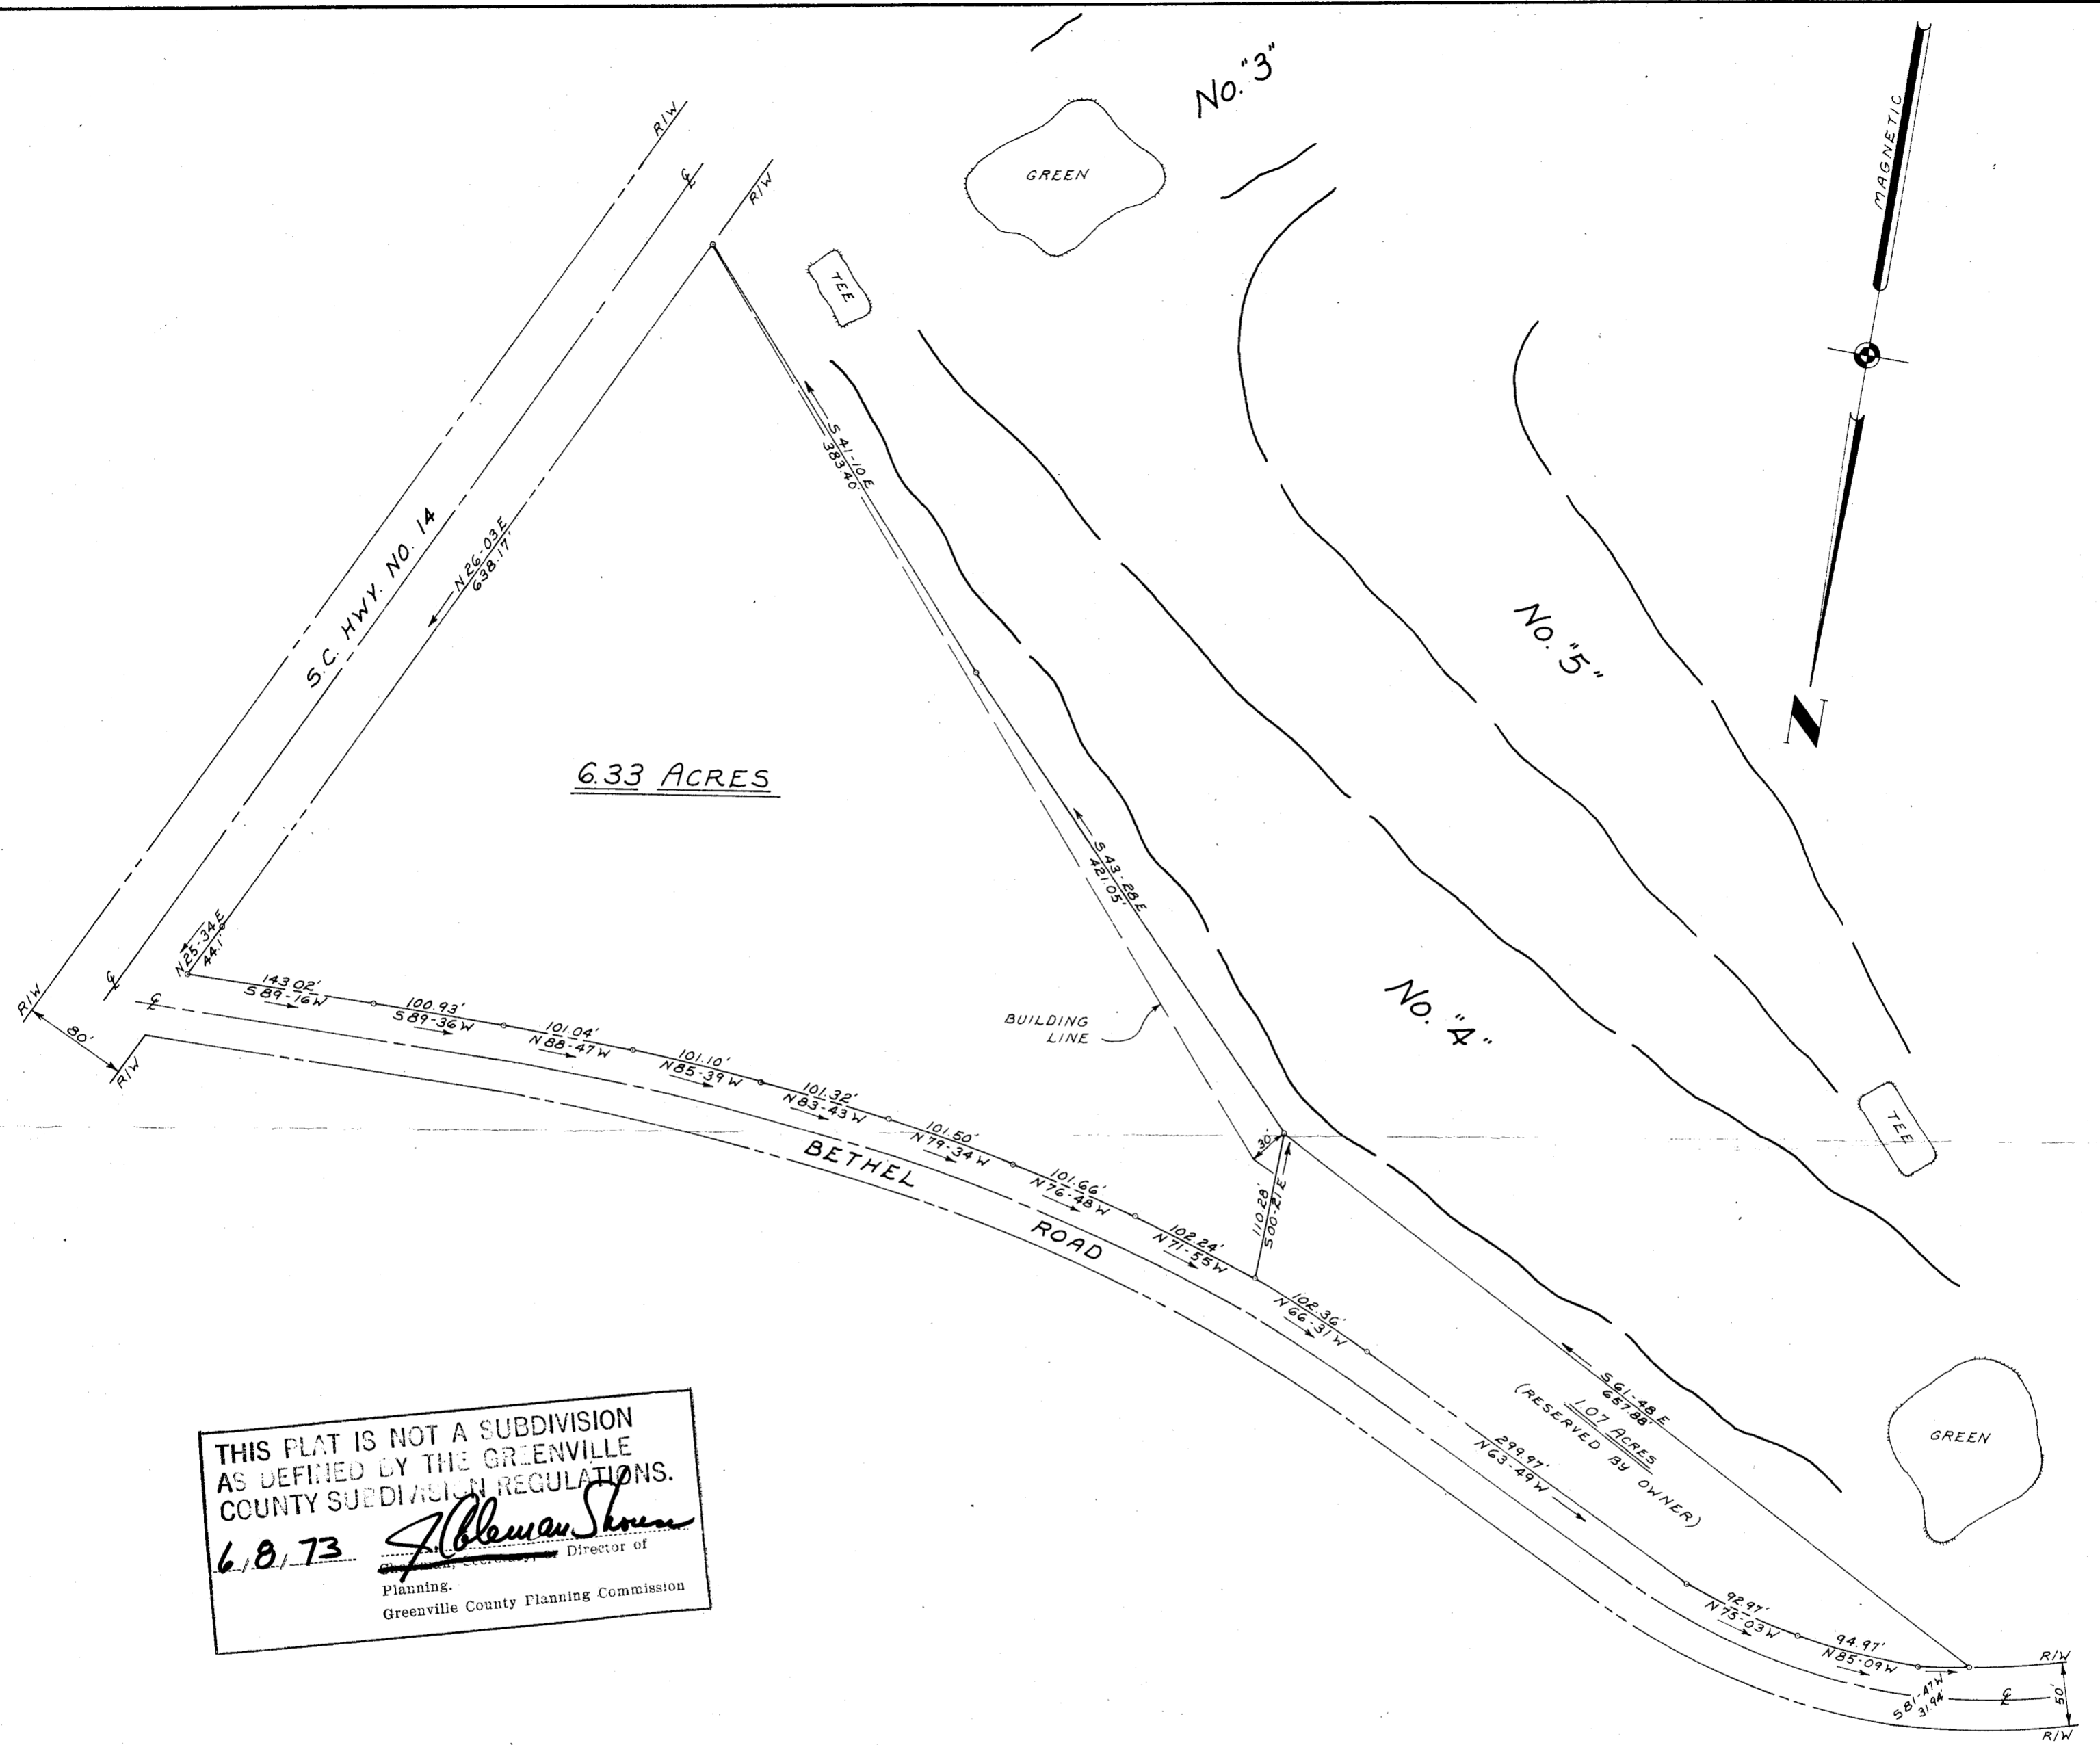 No. "3"
R/W
℄
R/W
MAGNETIC
GREEN
TEE
S 41-10 E
383.40'
N 26-03 E
638.17'
S.C. HWY. NO. 14
No. "5"
N
6.33 ACRES
S 43-28 E
421.05'
N 25-34 E
44.1'
R/W
℄
℄
80'
R/W
143.02'
S 89-16 W
100.93'
S 89-36 W
101.04'
N 88-47 W
101.10'
N 85-39 W
101.32'
N 83-43 W
101.50'
N 79-34 W
101.66'
N 76-48 W
102.24'
N 71-55 W
BUILDING
LINE
No. "4"
30'
110.28'
S 00-21 E
TEE
BETHEL
ROAD
102.36'
N 66-31 W
S 61-48 E
657.88'
1.07 ACRES
(RESERVED BY OWNER)
GREEN
299.97'
N 63-49 W
92.97'
N 75-03 W
94.97'
N 85-09 W
S 81-47 W
31.94'
R/W
℄
50'
R/W
THIS PLAT IS NOT A SUBDIVISION
AS DEFINED BY THE GREENVILLE
COUNTY SUBDIVISION REGULATIONS.
6, 8, 73
J. Coleman Shouse
Director of
Planning.
Greenville County Planning Commission